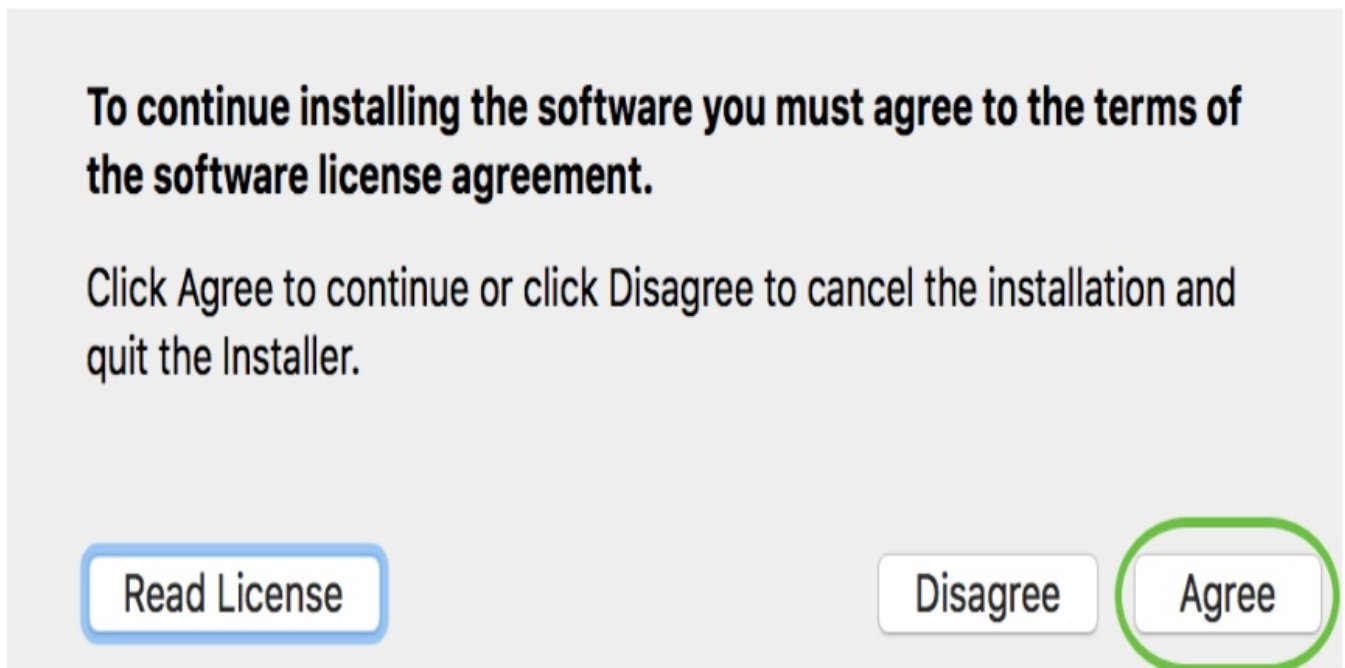 To continue installing the software you must agree to the terms of
the software license agreement.
Click Agree to continue or click Disagree to cancel the installation and
quit the Installer.
Read License
Disagree
Agree